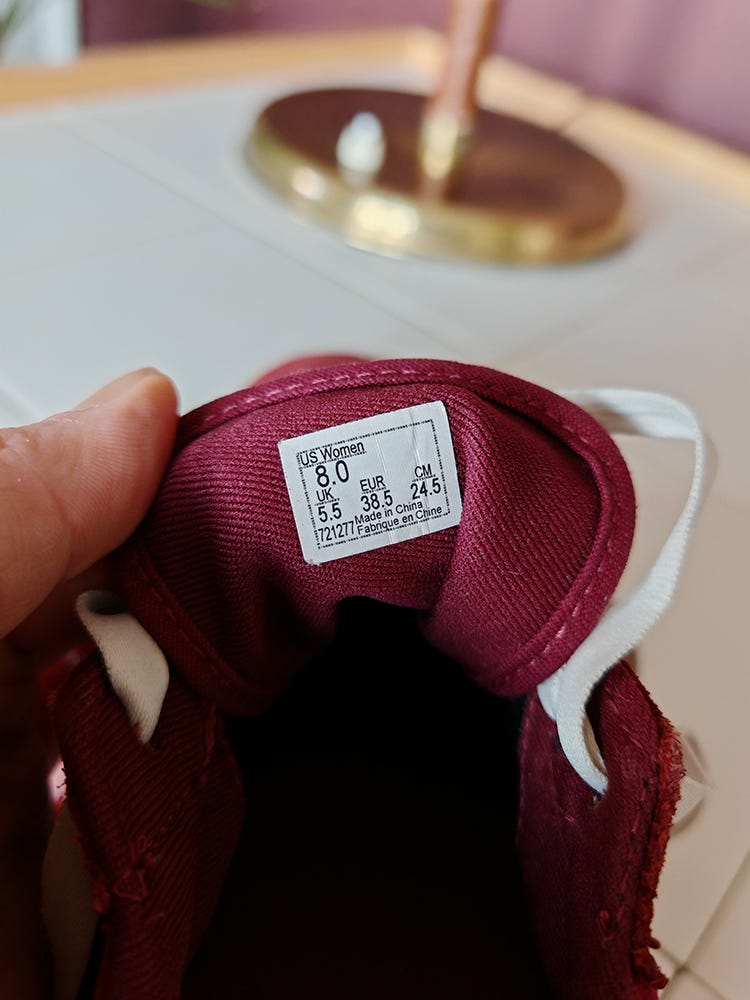 US Women
8.0
UK EUR CM
5.5 38.5 24.5
721277 Made in China
Fabrique en Chine